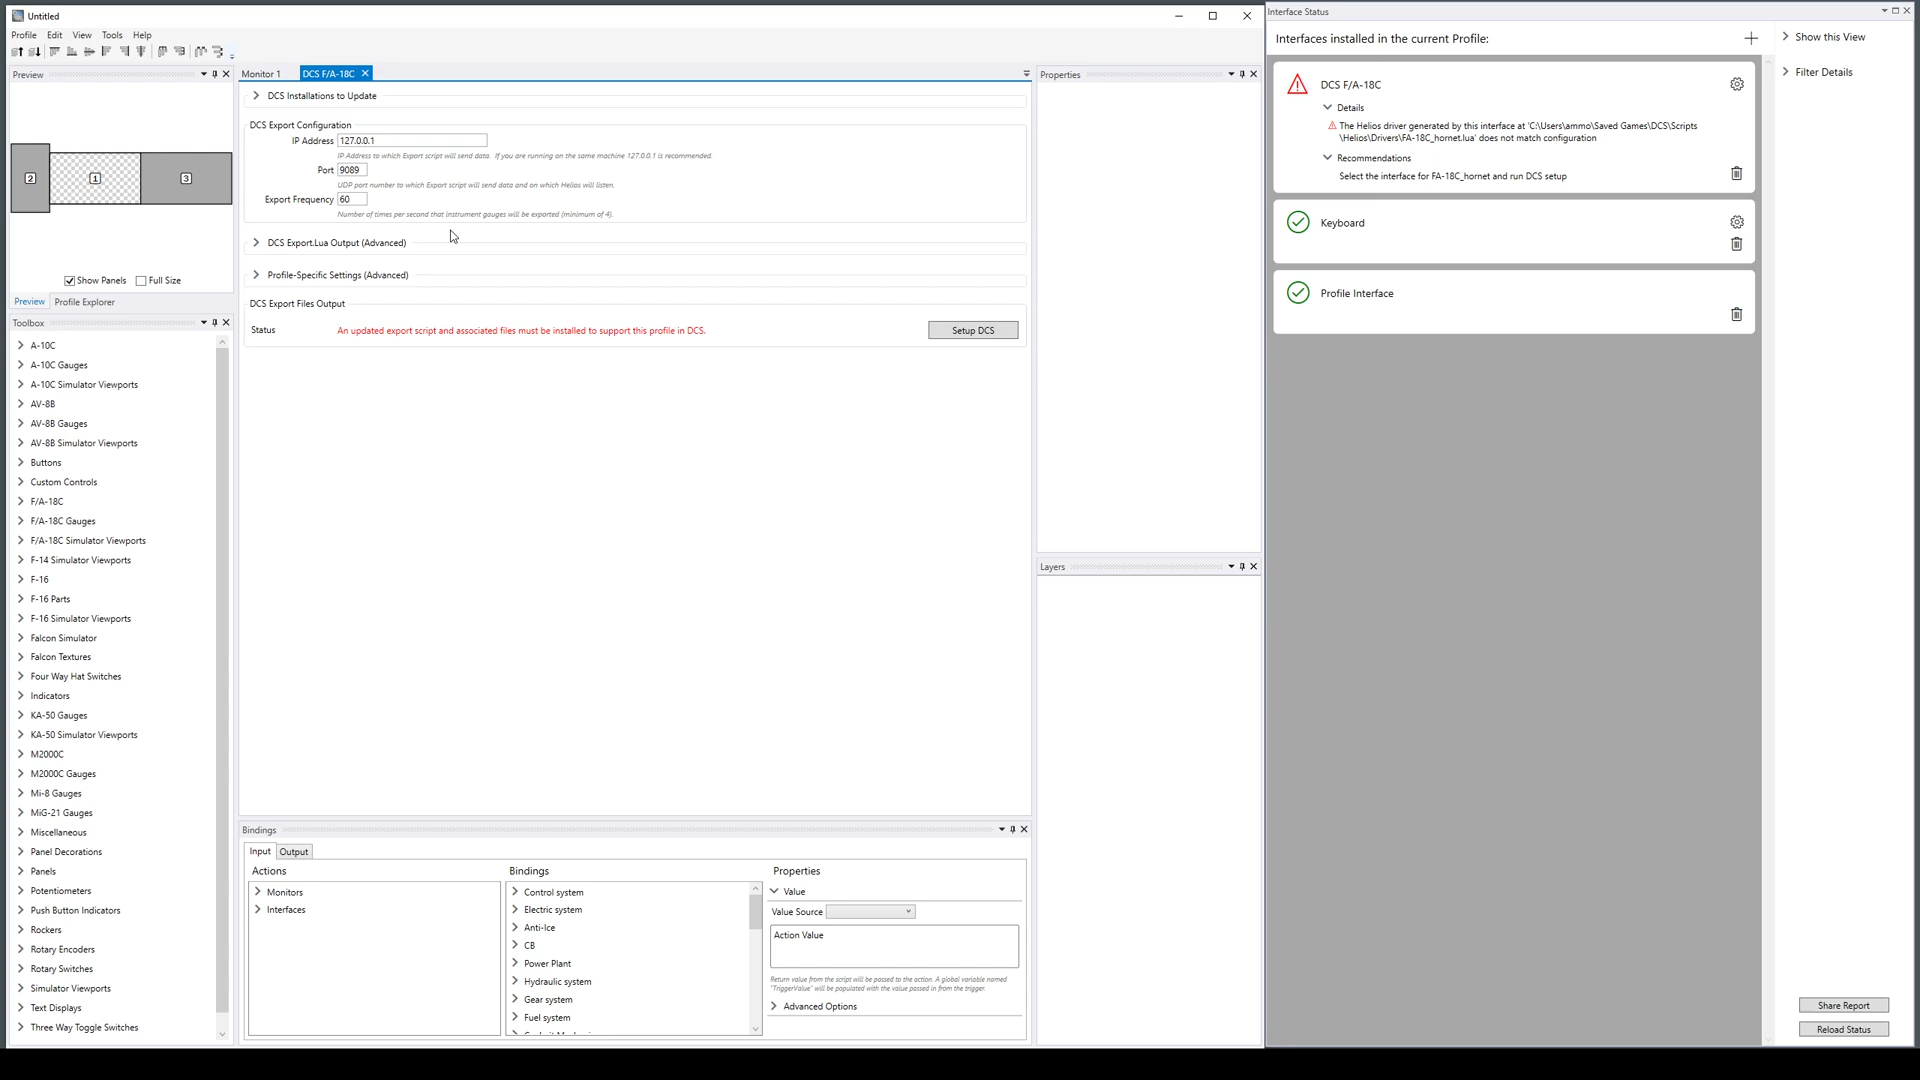 Untitled
Profile Edit View Tools Help
Preview
2
1
3
Show Panels
Full Size
Preview
Profile Explorer
Toolbox
A-10C
A-10C Gauges
A-10C Simulator Viewports
AV-8B
AV-8B Gauges
AV-8B Simulator Viewports
Buttons
Custom Controls
F/A-18C
F/A-18C Gauges
F/A-18C Simulator Viewports
F-14 Simulator Viewports
F-16
F-16 Parts
F-16 Simulator Viewports
Falcon Simulator
Falcon Textures
Four Way Hat Switches
Indicators
KA-50 Gauges
KA-50 Simulator Viewports
M2000C
M2000C Gauges
Mi-8 Gauges
MiG-21 Gauges
Miscellaneous
Panel Decorations
Panels
Potentiometers
Push Button Indicators
Rockers
Rotary Encoders
Rotary Switches
Simulator Viewports
Text Displays
Three Way Toggle Switches
Monitor 1
DCS F/A-18C
DCS Installations to Update
DCS Export Configuration
IP Address 127.0.0.1
IP Address to which Export script will send data. If you are running on the same machine 127.0.0.1 is recommended.
Port 9089
UDP port number to which Export script will send data and on which Helios will listen.
Export Frequency 60
Number of times per second that instrument gauges will be exported (minimum of 4).
DCS Export.Lua Output (Advanced)
Profile-Specific Settings (Advanced)
DCS Export Files Output
Status An updated export script and associated files must be installed to support this profile in DCS.
Setup DCS
Bindings
Input
Output
Actions
Monitors
Interfaces
Bindings
Control system
Electric system
Anti-Ice
CB
Power Plant
Hydraulic system
Gear system
Fuel system
Properties
Value
Value Source
Action Value
Return value from the script will be passed to the action. A global variable named
"TriggerValue" will be populated with the value passed in from the trigger.
Advanced Options
Properties
Layers
Interface Status
Interfaces installed in the current Profile:
DCS F/A-18C
Details
The Helios driver generated by this interface at 'C:\Users\ammo\Saved Games\DCS\Scripts
\Helios\Drivers\FA-18C_hornet.lua' does not match configuration
Recommendations
Select the interface for FA-18C_hornet and run DCS setup
Keyboard
Profile Interface
Show this View
Filter Details
Share Report
Reload Status